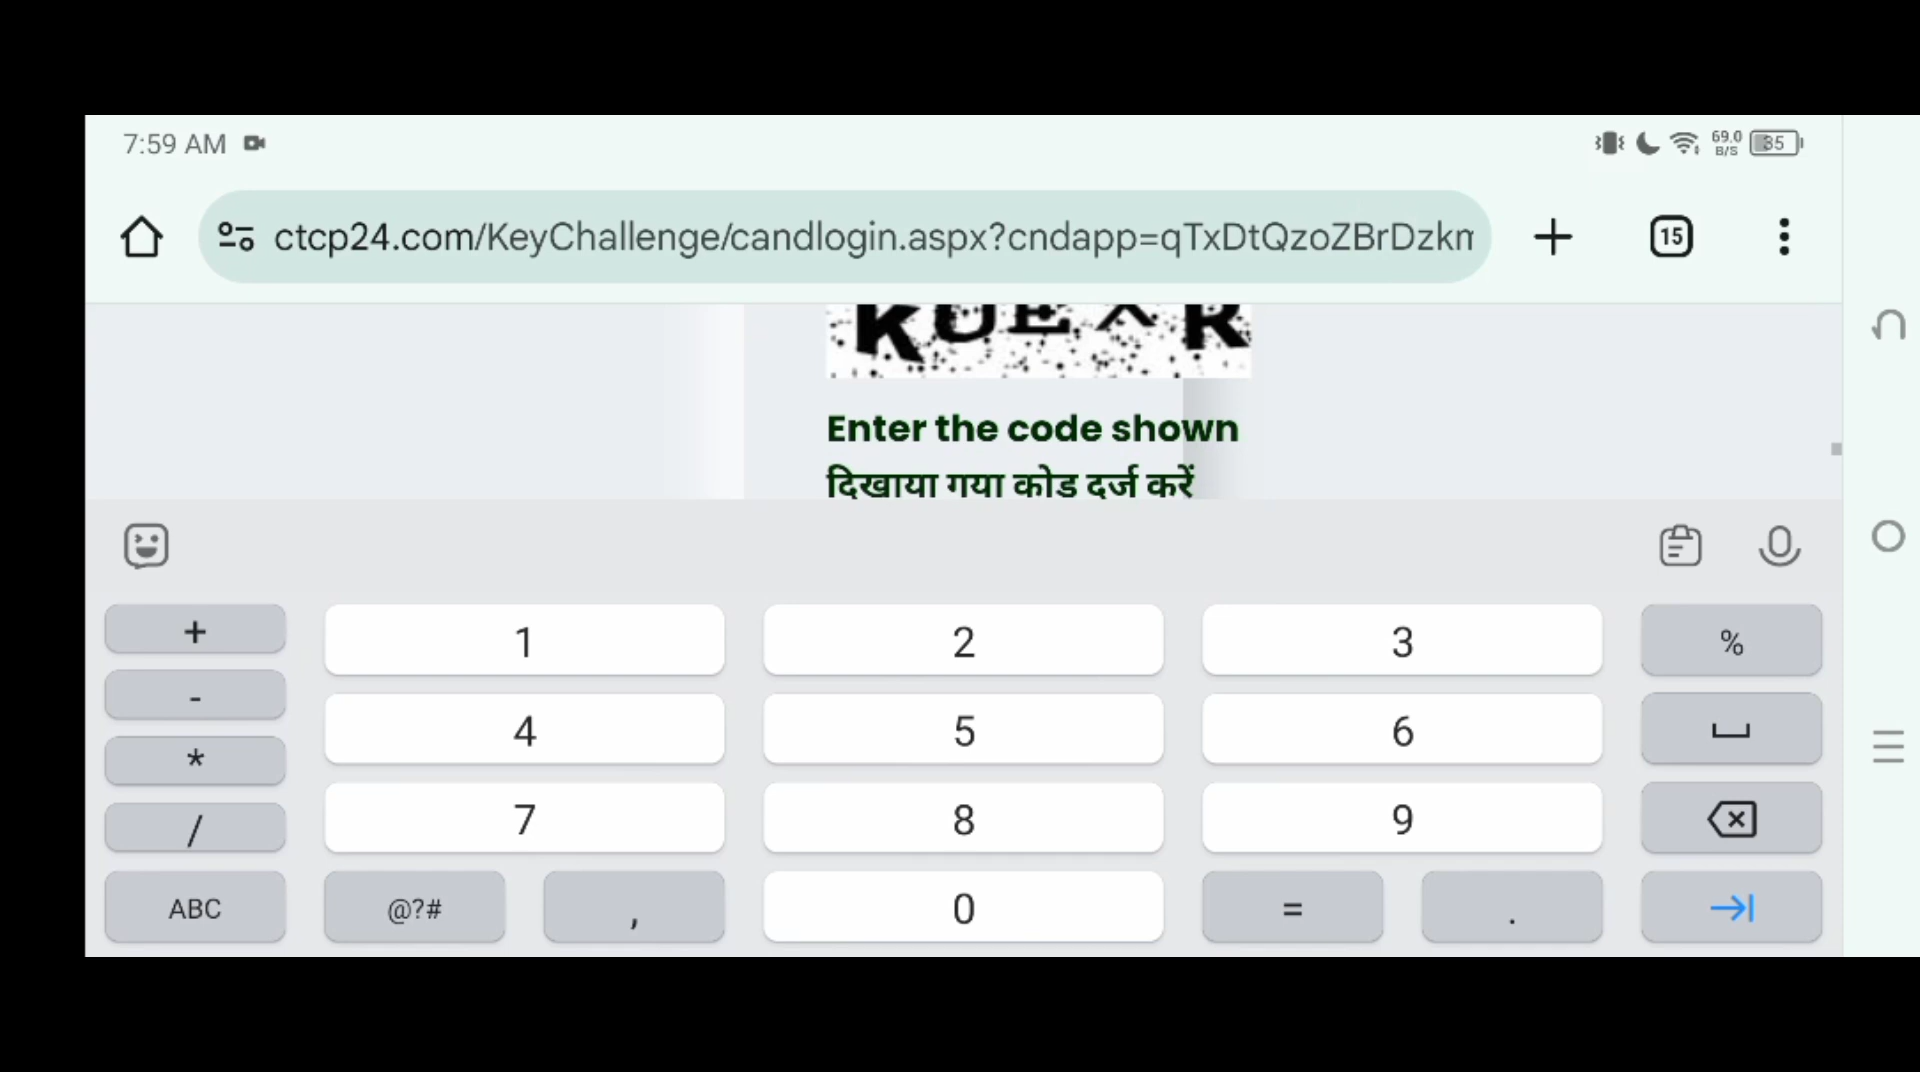 7:59 AM
69.0
B/S
85
ctcp24.com/KeyChallenge/candlogin.aspx?cndapp=qTxDtQzoZBrDzkn
15
Enter the code shown
दिखाया गया कोड दर्ज करें
+ 1 2 3 %
- 4 5 6
* 7 8 9
/
ABC @?# , 0 = .